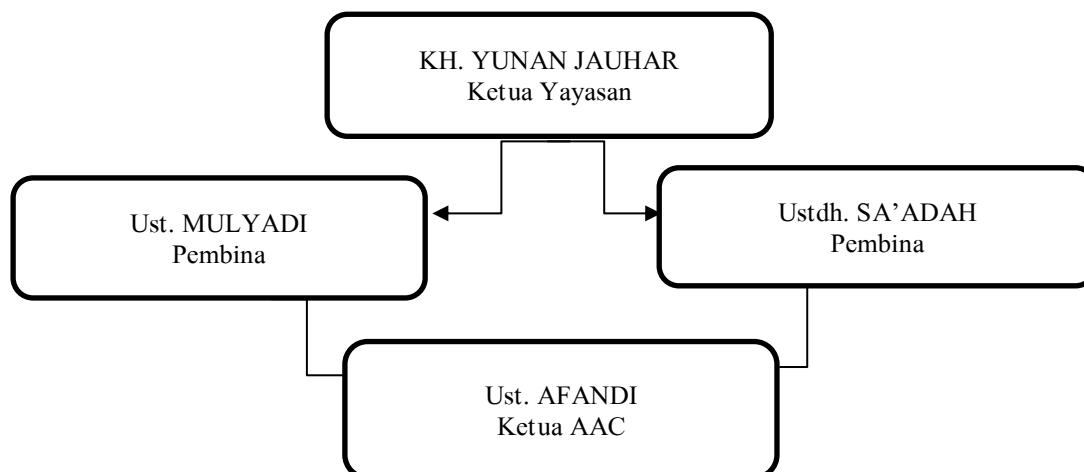 KH. YUNAN JAUHAR
Ketua Yayasan
Ust. MULYADI
Pembina
Ustdh. SA’ADAH
Pembina
Ust. AFANDI
Ketua AAC